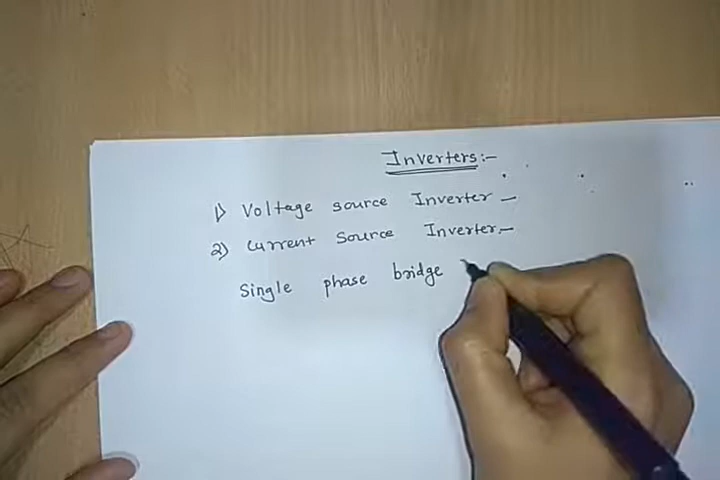 Inverters:-
1) Voltage source Inverter -
2) Current Source Inverter.-
Single phase bridge